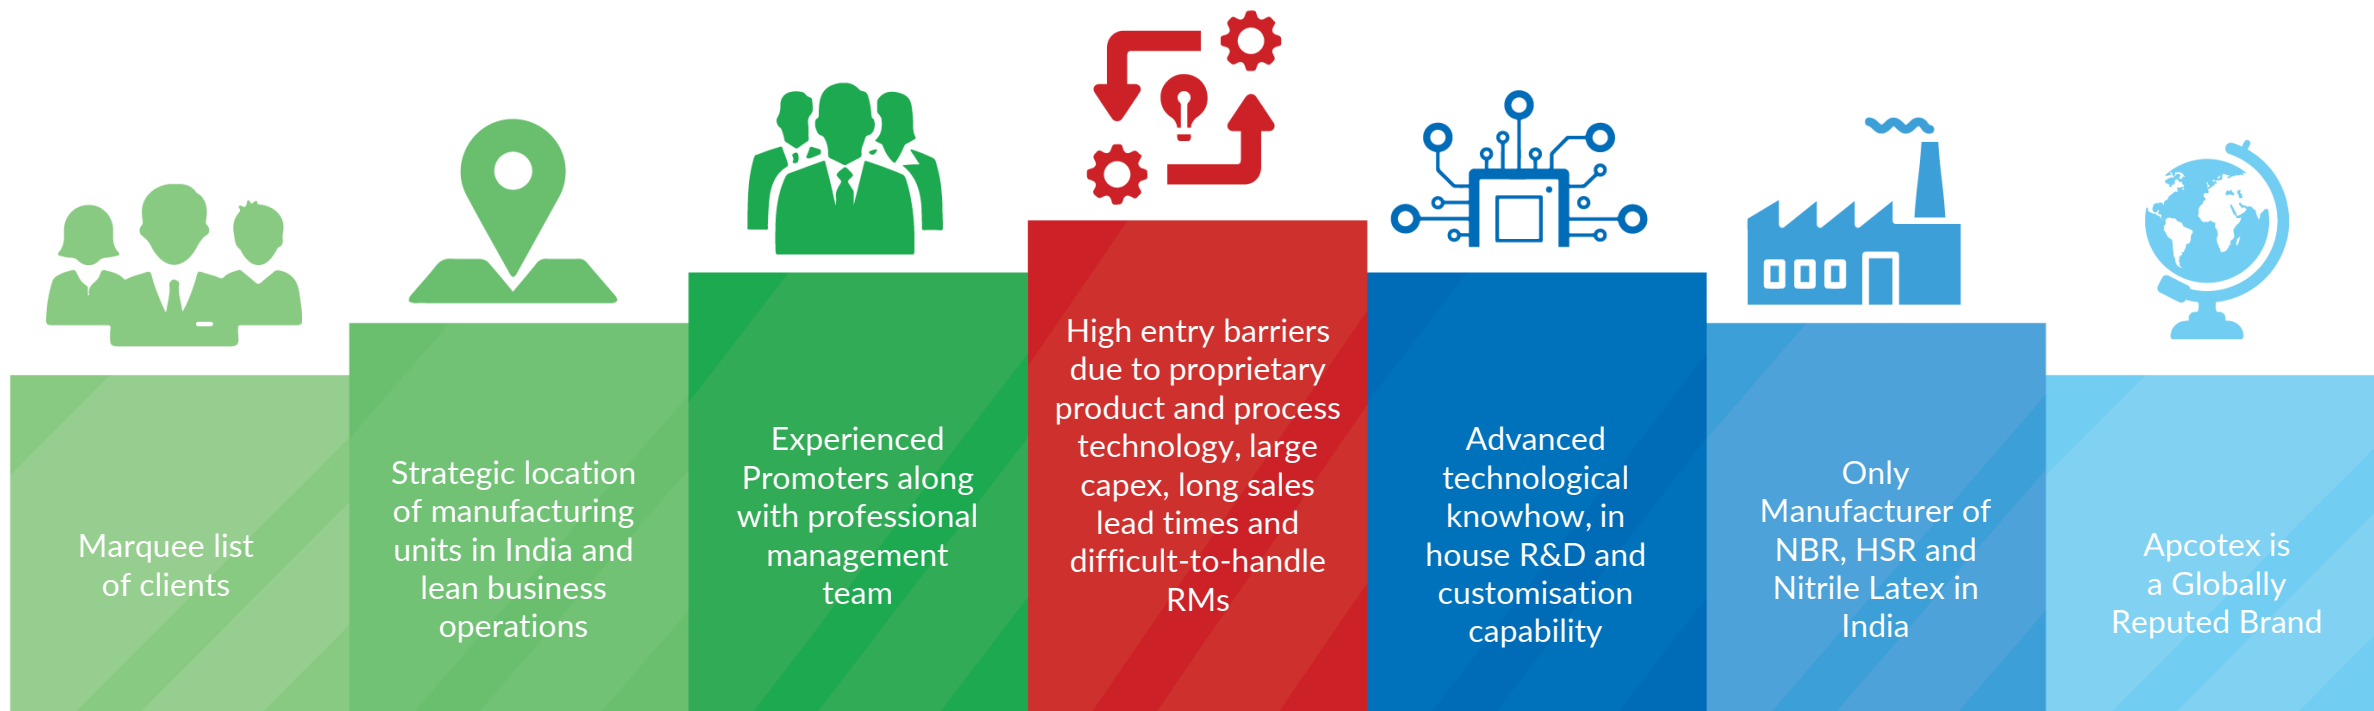 Marquee list
of clients
Strategic location
of manufacturing
units in India and
lean business
operations
Experienced
Promoters along
with professional
management
team
High entry barriers
due to proprietary
product and process
technology, large
capex, long sales
lead times and
difficult-to-handle
RMs
Advanced
technological
knowhow, in
house R&D and
customisation
capability
Only
Manufacturer of
NBR, HSR and
Nitrile Latex in
India
Apcotex is
a Globally
Reputed Brand